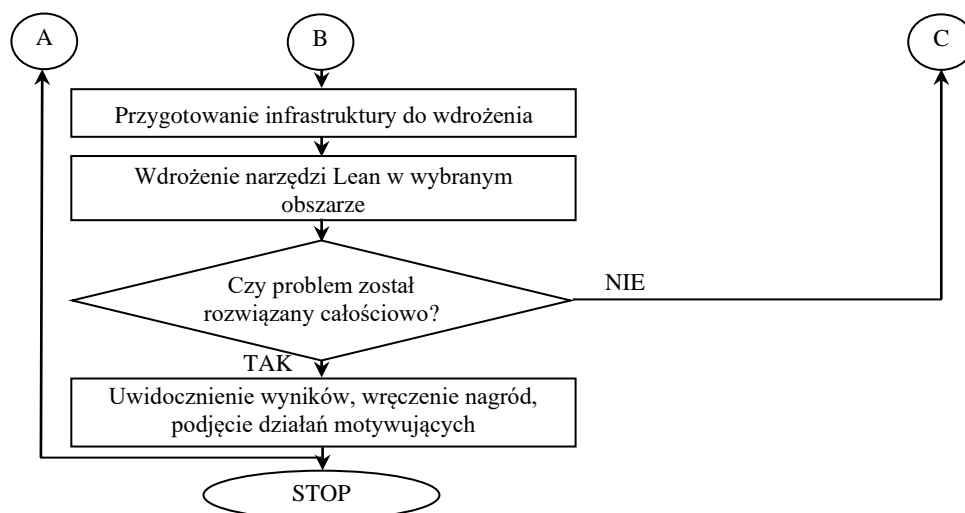 A
B
C
Przygotowanie infrastruktury do wdrożenia
Wdrożenie narzędzi Lean w wybranym
obszarze
Czy problem został
rozwiązany całościowo?
NIE
TAK
Uwidocznienie wyników, wręczenie nagród,
podjęcie działań motywujących
STOP